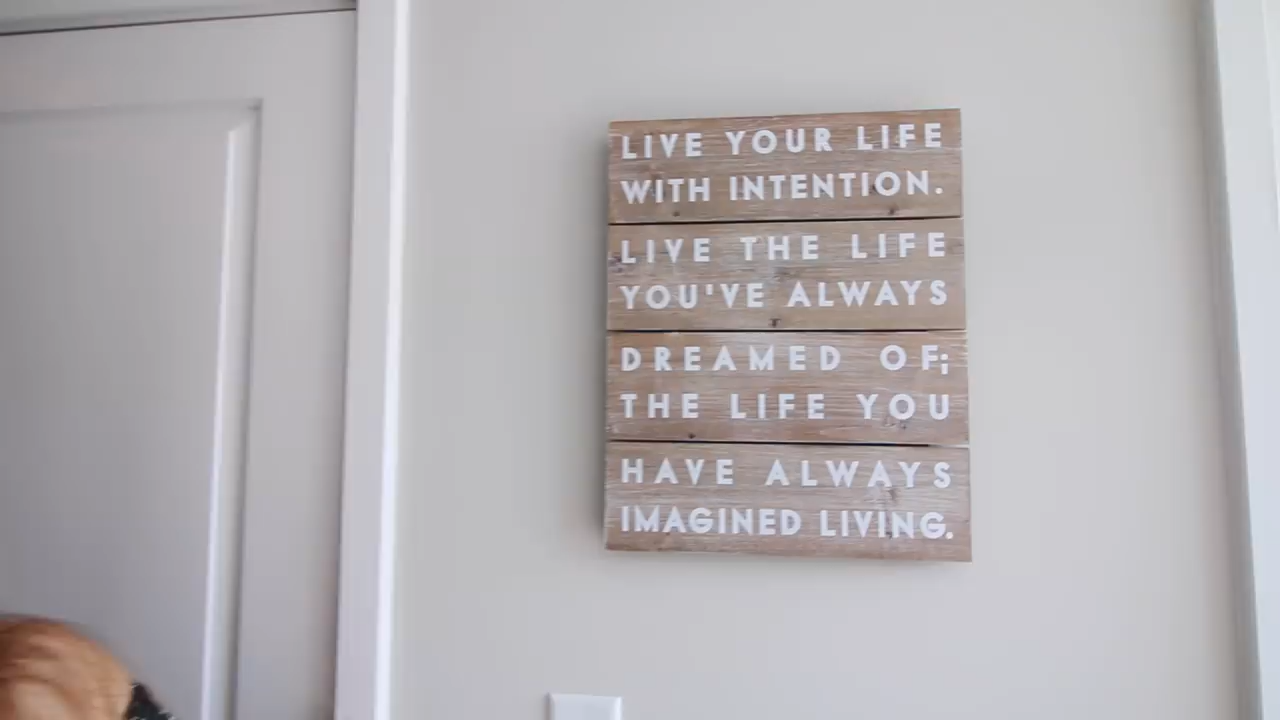 LIVE YOUR LIFE
WITH INTENTION.
LIVE THE LIFE
YOU'VE ALWAYS
DREAMED OF;
THE LIFE YOU
HAVE ALWAYS
IMAGINED LIVING.